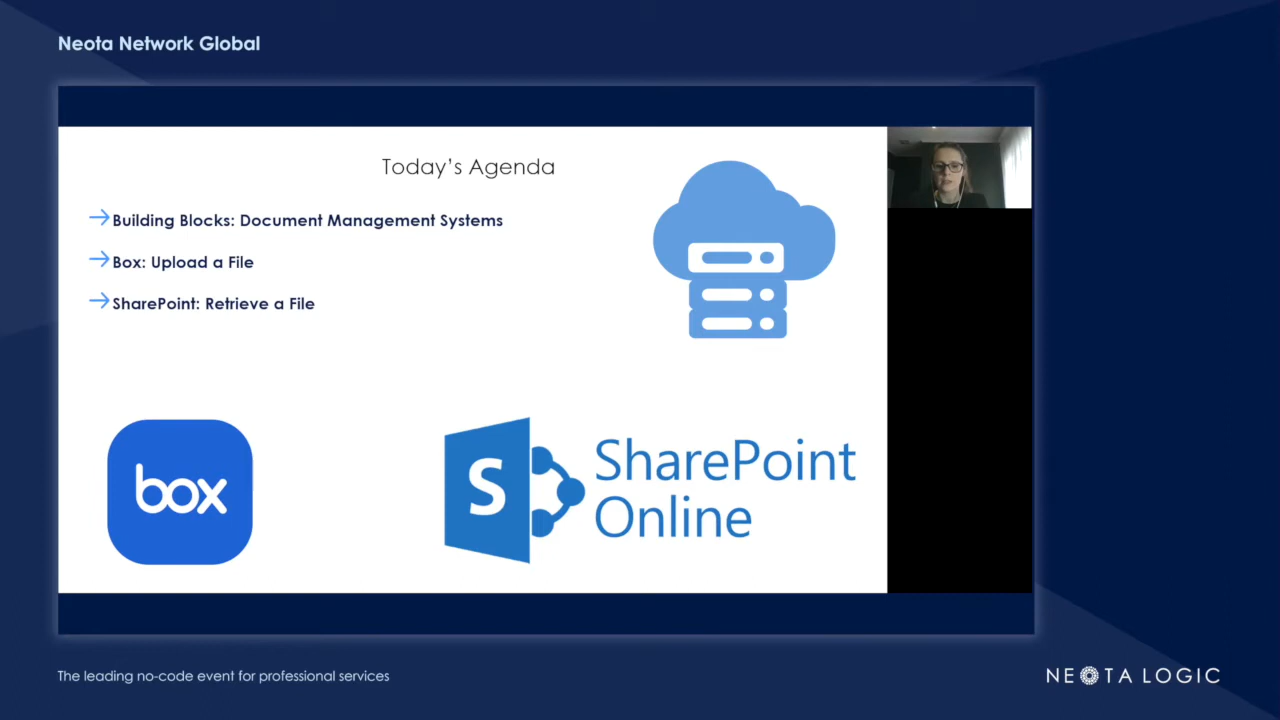 Neota Network Global
Today's Agenda
Building Blocks: Document Management Systems
Box: Upload a File
SharePoint: Retrieve a File
box
S
SharePoint
Online
The leading no-code event for professional services
NEOTA LOGIC